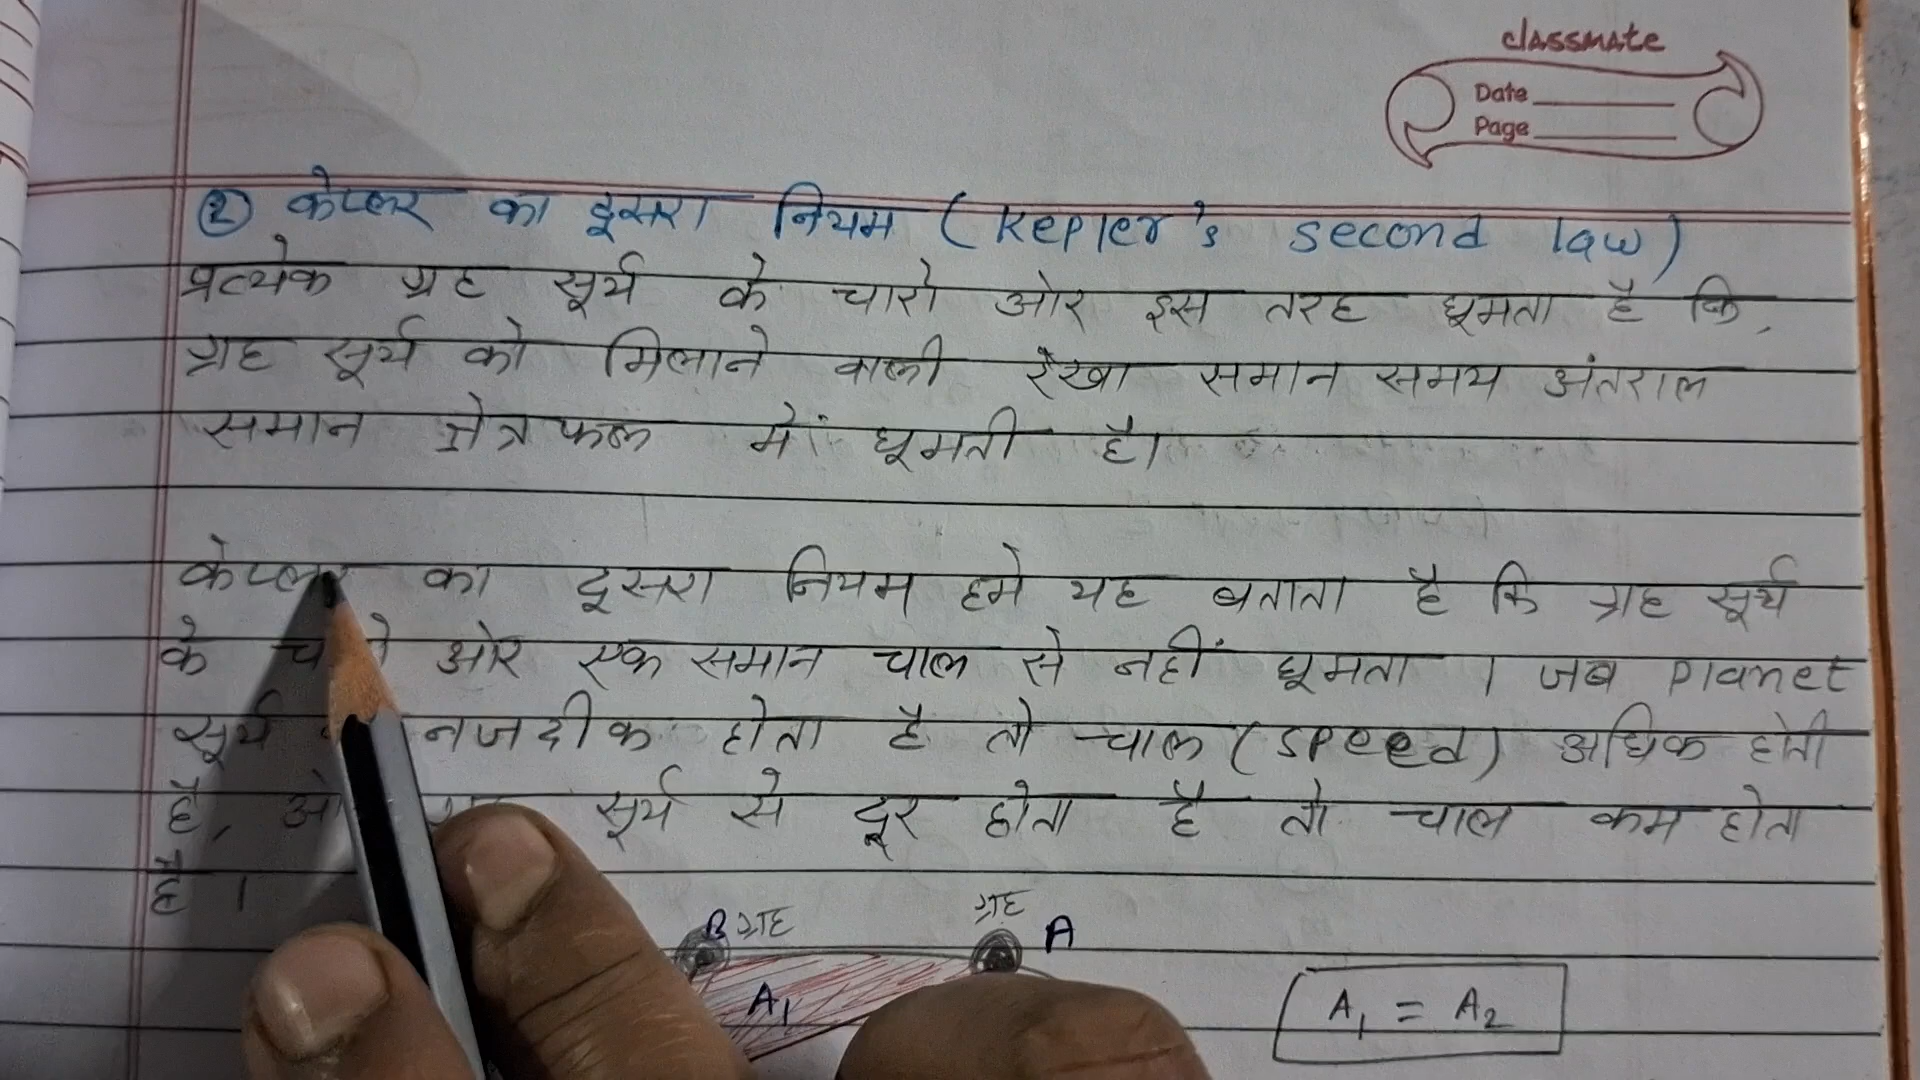 classmate
Date
Page
② केप्लर का दूसरा नियम (Kepler's second law)
प्रत्येक ग्रह सूर्य के चारो ओर इस तरह घूमता है कि,
ग्रह सूर्य को मिलाने वाली रेखा समान समय अंतराल
समान क्षेत्रफल में घूमती है।
केप्लर का दूसरा नियम हमे यह बताता है कि ग्रह सूर्य
के ओर एक समान चाल से नहीं घूमता । जब planet
सूर्य नजदीक होता है तो चाल (speed) अधिक होती
है, सूर्य से दूर होता है तो चाल कम होता
है ।
B ग्रह ग्रह A
A₁
A₁ = A₂